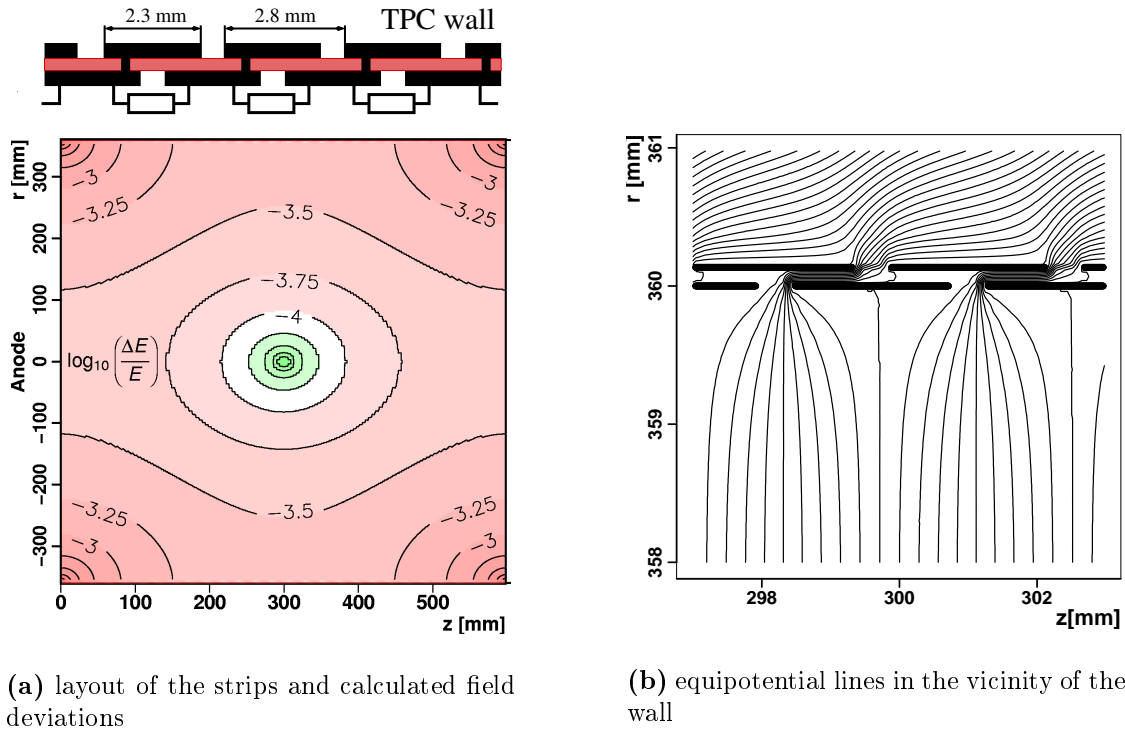 2.3 mm
2.8 mm
TPC wall
r [mm]
Anode
300
200
100
0
−100
−200
−300
−3
−3
−3.25
−3.25
−3.5
−3.75
−4
log10 (ΔE/E)
−3.5
−3.25
−3.25
−3
−3
0 100 200 300 400 500
z [mm]
(a) layout of the strips and calculated field
deviations
r [mm]
361
360
359
358
298 300 302
z[mm]
(b) equipotential lines in the vicinity of the
wall